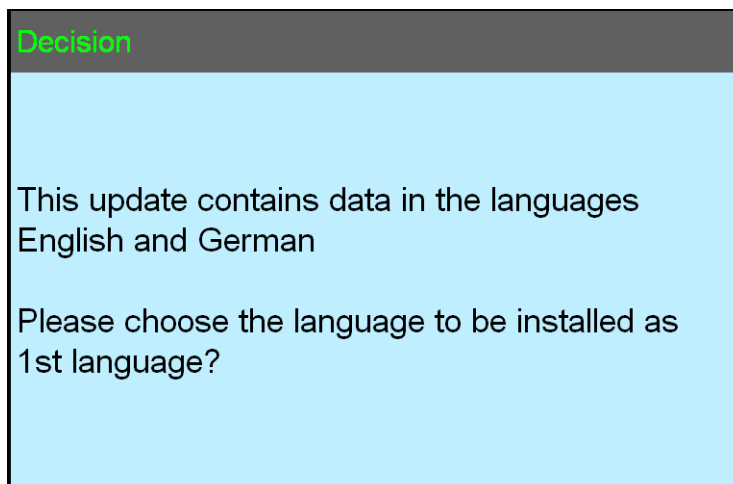 Decision
This update contains data in the languages
English and German
Please choose the language to be installed as
1st language?